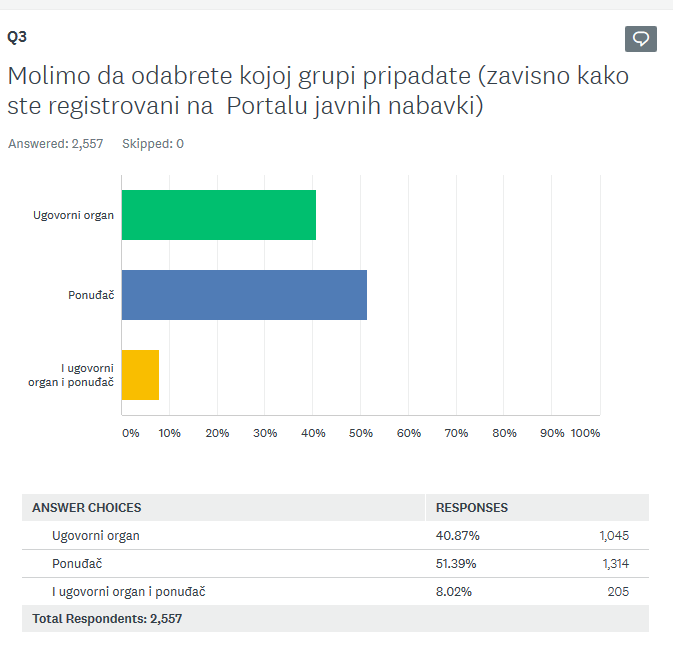 Q3
Molimo da odabrete kojoj grupi pripadate (zavisno kako
ste registrovani na Portalu javnih nabavki)
Answered: 2,557 Skipped: 0
Ugovorni organ
Ponuđač
I ugovorni
organ i ponuđač
0% 10% 20% 30% 40% 50% 60% 70% 80% 90% 100%
ANSWER CHOICES RESPONSES
Ugovorni organ 40.87% 1,045
Ponuđač 51.39% 1,314
I ugovorni organ i ponuđač 8.02% 205
Total Respondents: 2,557